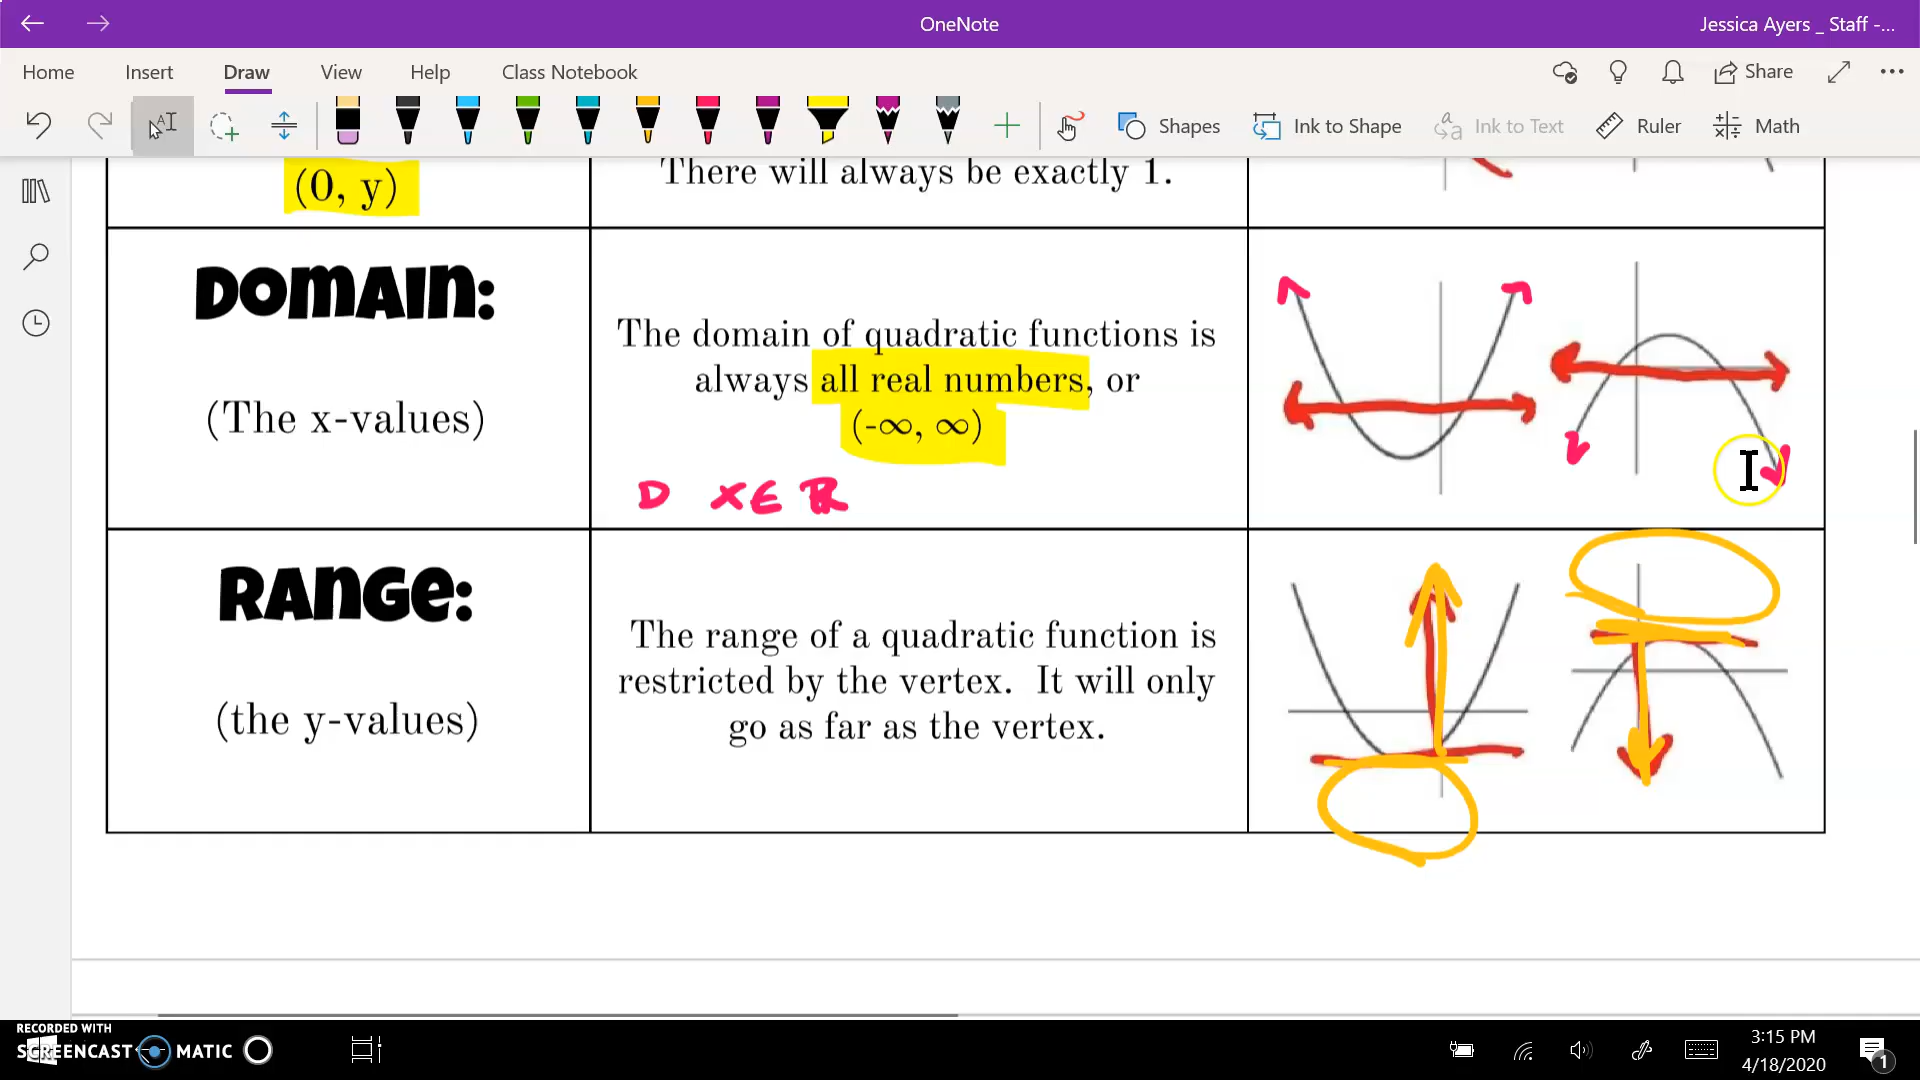 OneNote
Jessica Ayers _ Staff -...
Home Insert Draw View Help Class Notebook
Share
Shapes Ink to Shape Ink to Text Ruler Math
(0, y)
There will always be exactly 1.
Domain:
(The x-values)
The domain of quadratic functions is
always all real numbers, or
(-∞, ∞)
D x∈ ℝ
Range:
(the y-values)
The range of a quadratic function is
restricted by the vertex. It will only
go as far as the vertex.
RECORDED WITH
SCREENCAST MATIC
3:15 PM
4/18/2020
1